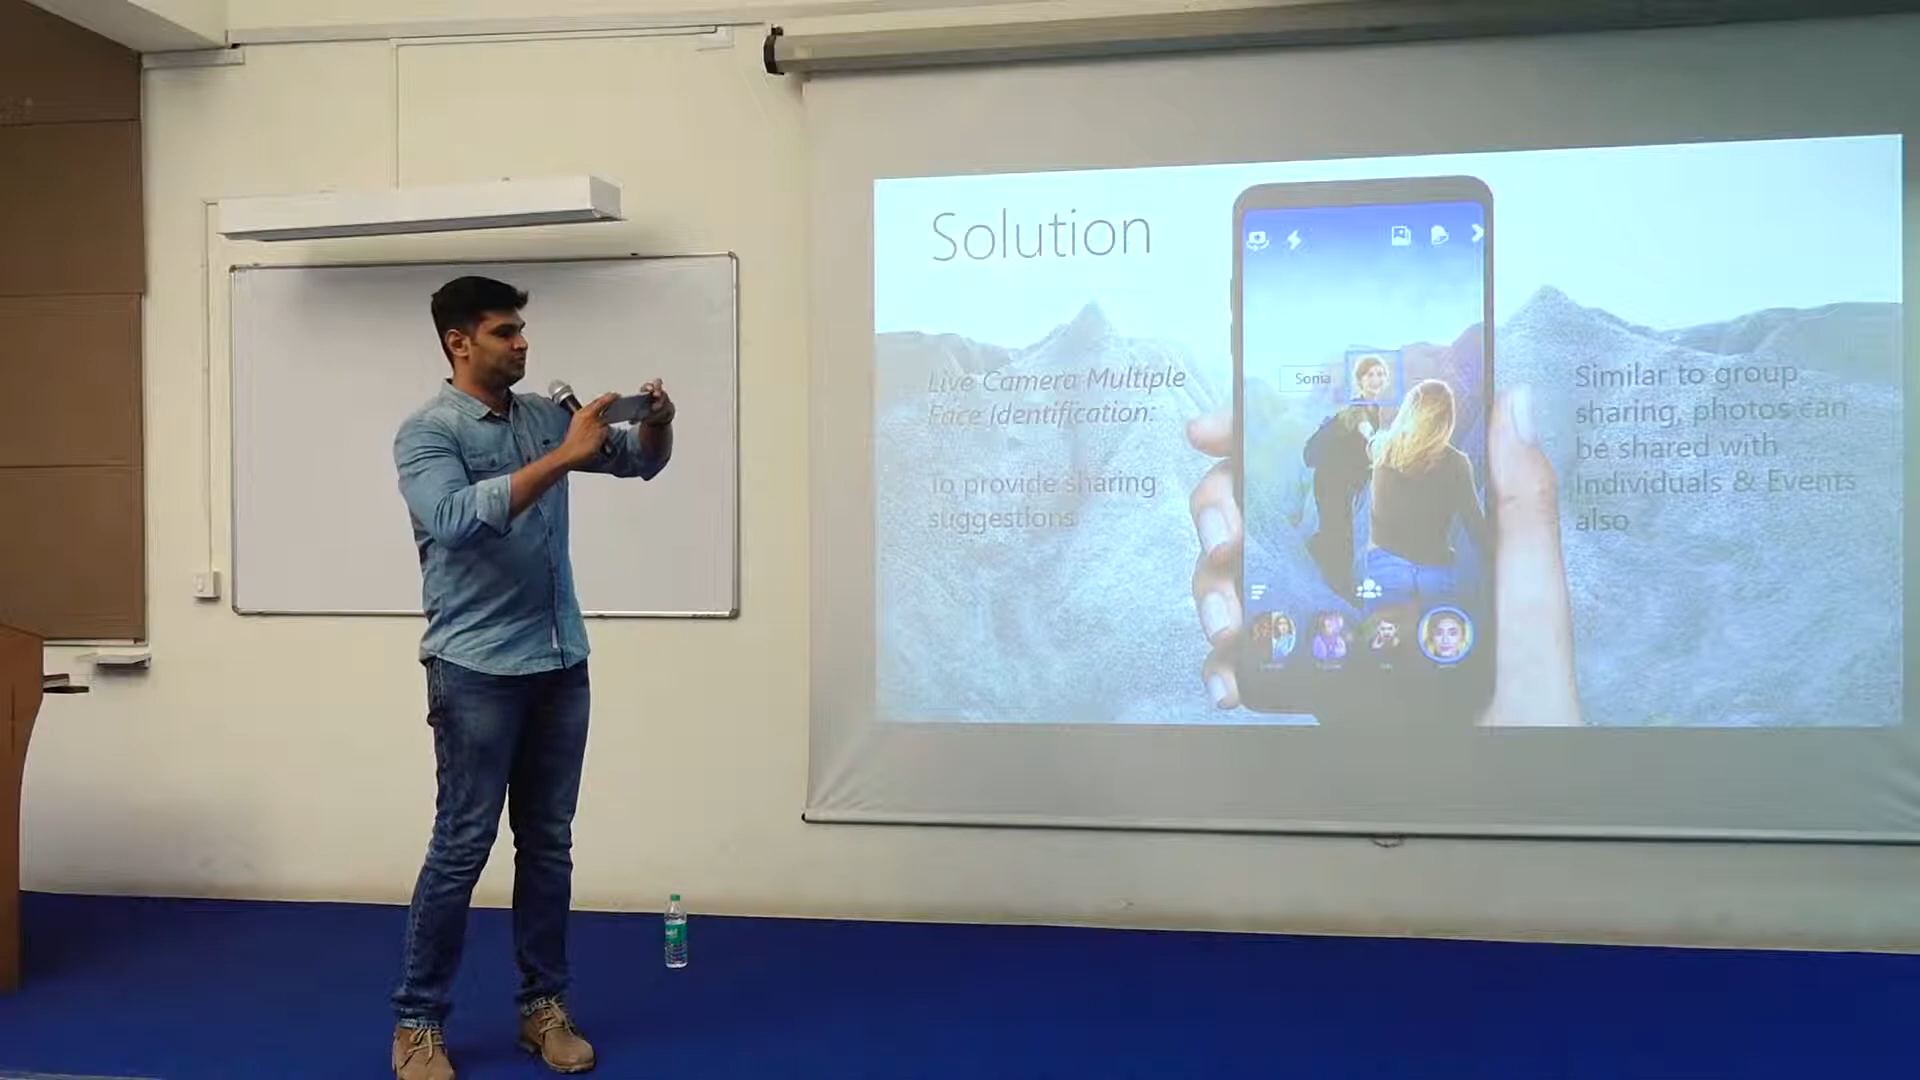 Solution
Live Camera Multiple
Face Identification:
To provide sharing
suggestions
Sonia
Similar to group
sharing, photos can
be shared with
Individuals & Events
also